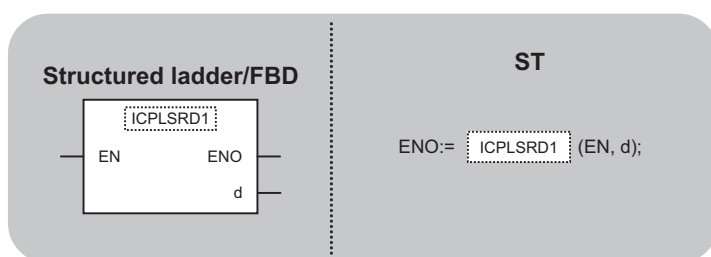 Structured ladder/FBD
ICPLSRD1
EN ENO
d
ST
ENO:= ICPLSRD1 (EN, d);